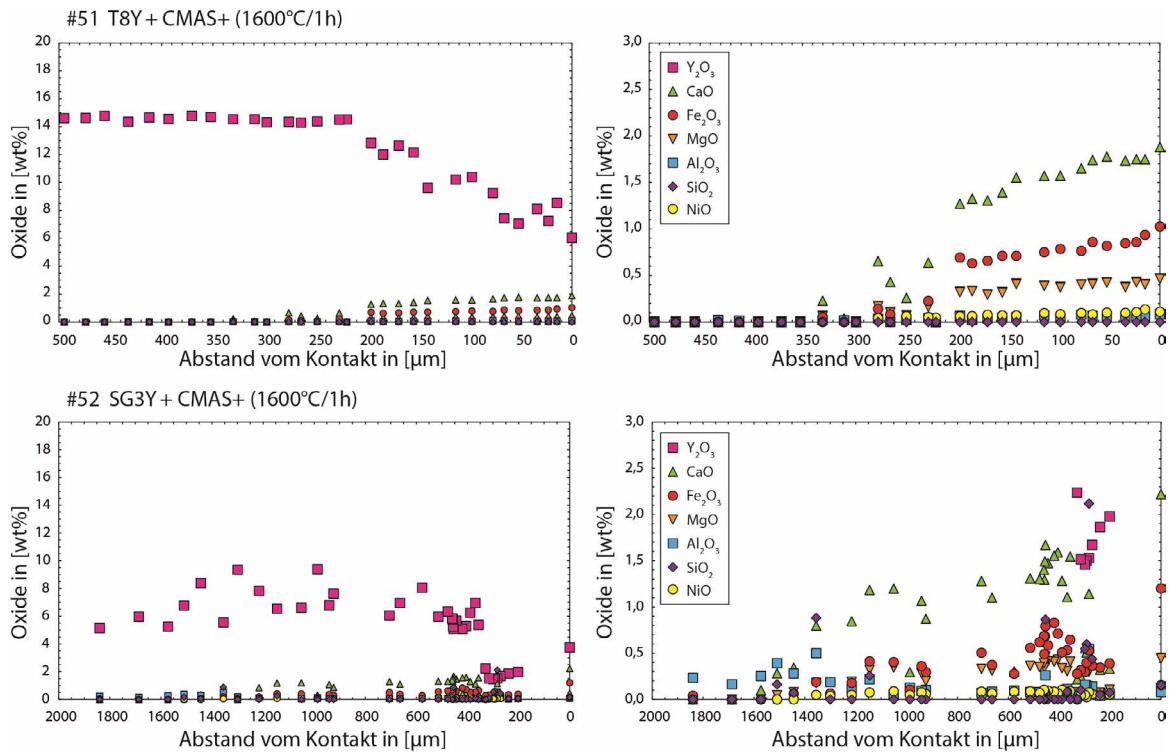 #51 T8Y + CMAS+ (1600°C/1h)
20
18
16
14
12
10
8
6
4
2
0
Oxide in [wt%]
500 450 400 350 300 250 200 150 100 50 0
Abstand vom Kontakt in [µm]
3,0
2,5
2,0
1,5
1,0
0,5
0,0
Oxide in [wt%]
Y₂O₃
CaO
Fe₂O₃
MgO
Al₂O₃
SiO₂
NiO
500 450 400 350 300 250 200 150 100 50 0
Abstand vom Kontakt in [µm]
#52 SG3Y + CMAS+ (1600°C/1h)
20
18
16
14
12
10
8
6
4
2
0
Oxide in [wt%]
2000 1800 1600 1400 1200 1000 800 600 400 200 0
Abstand vom Kontakt in [µm]
3,0
2,5
2,0
1,5
1,0
0,5
0,0
Oxide in [wt%]
Y₂O₃
CaO
Fe₂O₃
MgO
Al₂O₃
SiO₂
NiO
2000 1800 1600 1400 1200 1000 800 600 400 200 0
Abstand vom Kontakt in [µm]